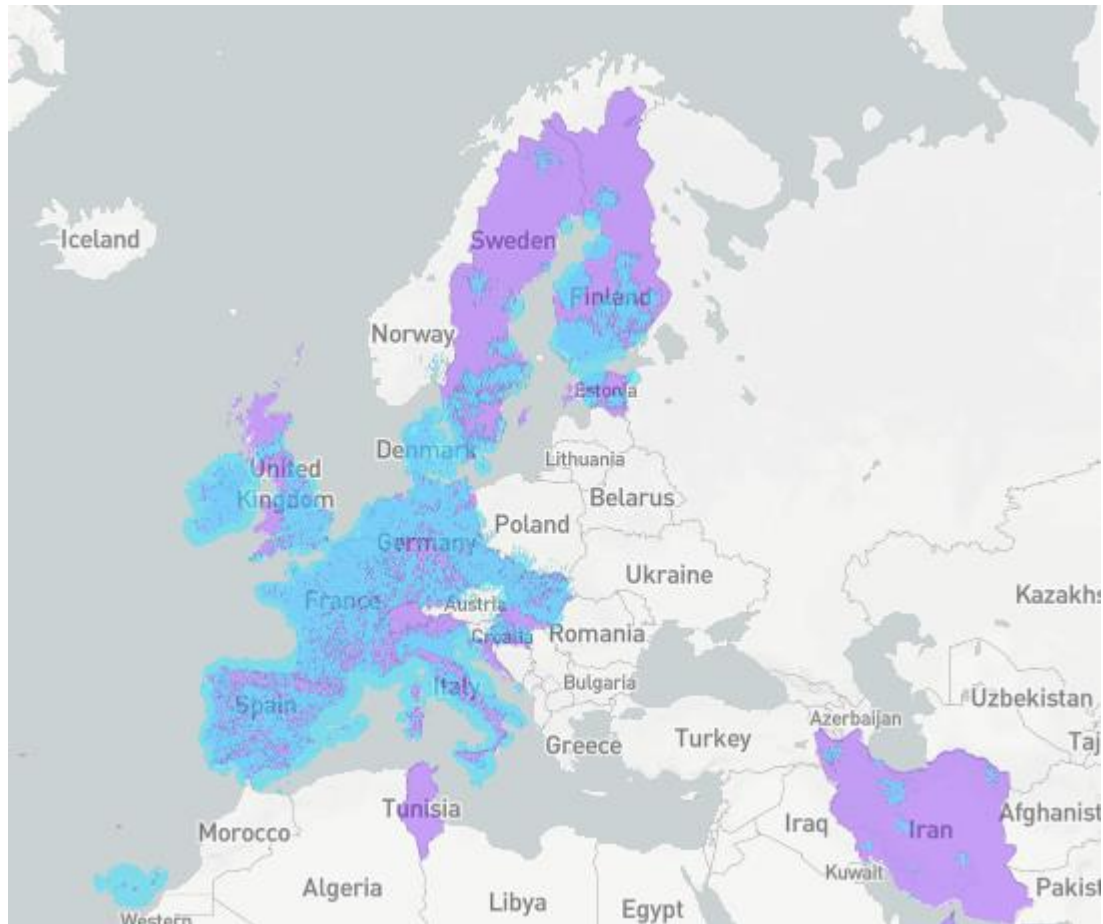 Iceland
Sweden
Finland
Norway
Estonia
Denmark
Lithuania
United
Kingdom
Belarus
Poland
Germany
Ukraine
France
Austria
Kazakhs
Croatia
Romania
Italy
Bulgaria
Uzbekistan
Spain
Azerbaijan
Greece
Turkey
Taj
Tunisia
Morocco
Iraq
Iran
Afghanist
Kuwait
Algeria
Libya
Egypt
Pakist
Western